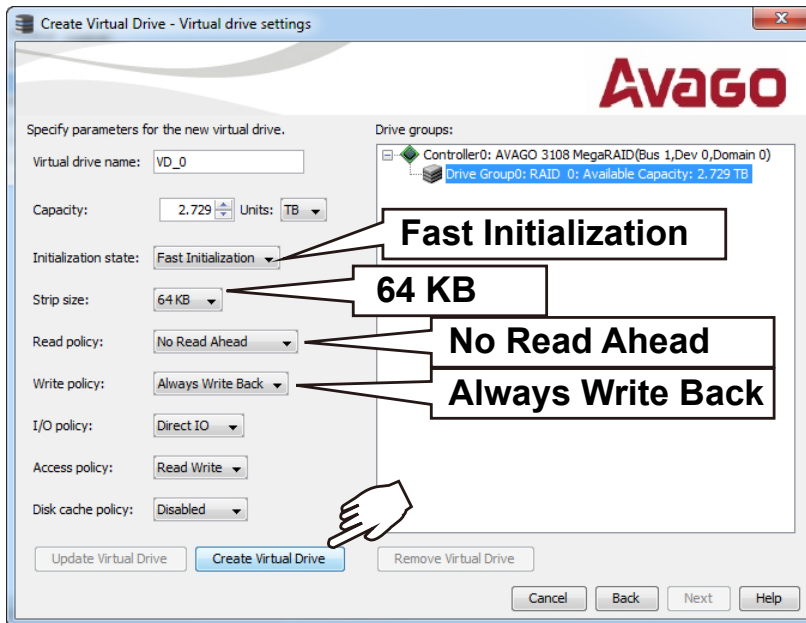 Create Virtual Drive - Virtual drive settings
x
Avago
Specify parameters for the new virtual drive.
Drive groups:
Virtual drive name: VD_0
Controller0: AVAGO 3108 MegaRAID(Bus 1,Dev 0,Domain 0)
Drive Group0: RAID 0: Available Capacity: 2.729 TB
Capacity: 2.729 Units: TB
Fast Initialization
Initialization state: Fast Initialization
64 KB
Strip size: 64 KB
No Read Ahead
Read policy: No Read Ahead
Always Write Back
Write policy: Always Write Back
I/O policy: Direct IO
Access policy: Read Write
Disk cache policy: Disabled
Update Virtual Drive Create Virtual Drive Remove Virtual Drive
Cancel Back Next Help